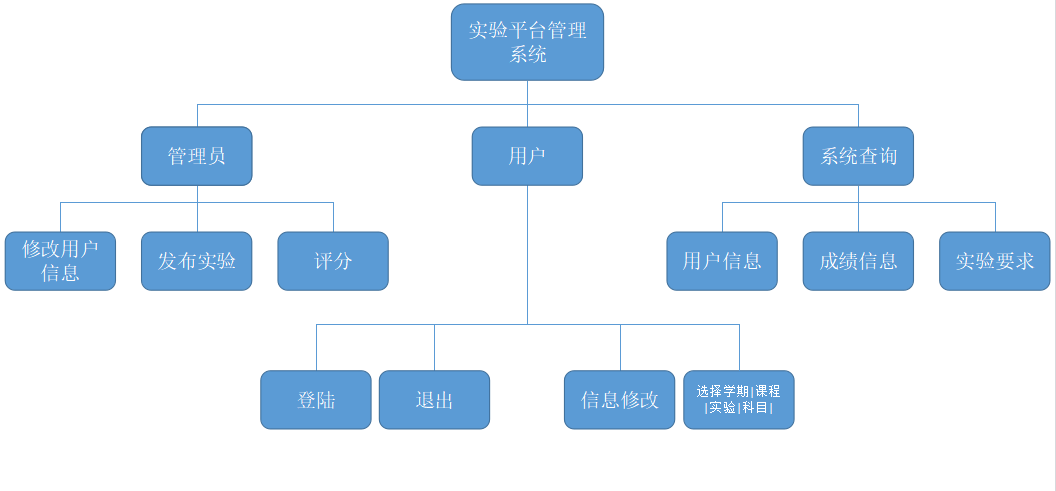 实验平台管理
系统
管理员
用户
系统查询
修改用户
信息
发布实验
评分
用户信息
成绩信息
实验要求
登陆
退出
信息修改
选择学期|课程
|实验|科目|